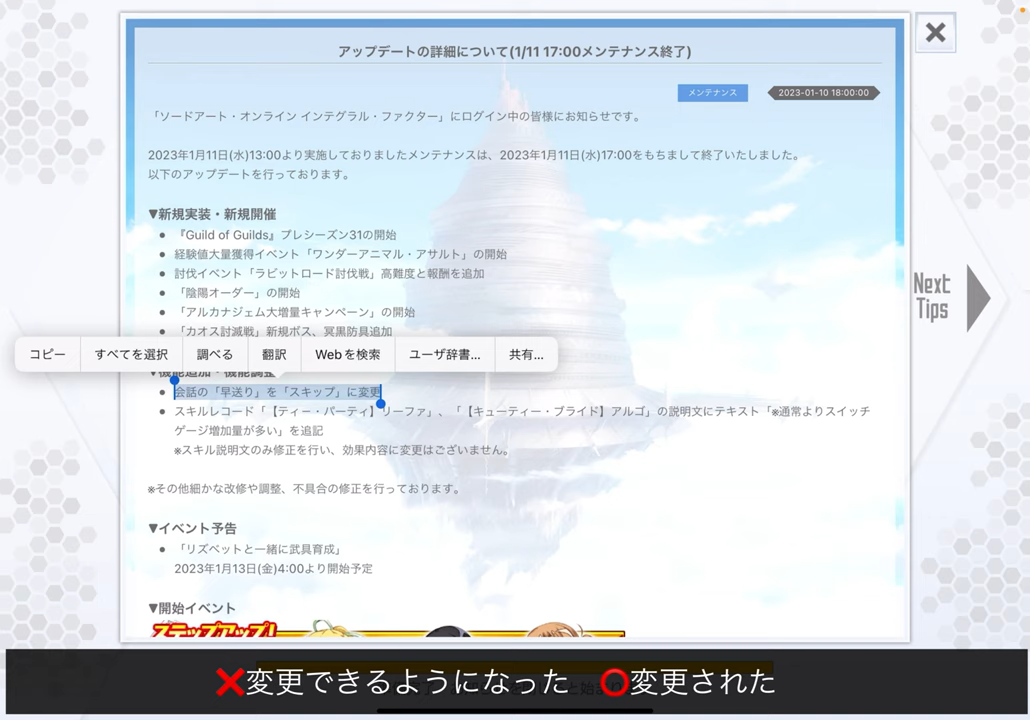 アップデートの詳細について(1/11 17:00メンテナンス終了)
メンテナンス
2023-01-10 18:00:00
「ソードアート・オンライン インテグラル・ファクター」にログイン中の皆様にお知らせです。
2023年1月11日(水)13:00より実施しておりましたメンテナンスは、2023年1月11日(水)17:00をもちまして終了いたしました。
以下のアップデートを行っております。
▼新規実装・新規開催
• 『Guild of Guilds』プレシーズン31の開始
• 経験値大量獲得イベント「ワンダーアニマル・アサルト」の開始
• 討伐イベント「ラビットロード討伐戦」高難度と報酬を追加
• 「陰陽オーダー」の開始
• 「アルカナジェム大増量キャンペーン」の開始
• 「カオス討滅戦」新規ボス、冥黒防具追加
コピー すべてを選択 調べる 翻訳 Webを検索 ユーザ辞書... 共有...
▼機能追加・機能調整
• 会話の「早送り」を「スキップ」に変更
• スキルレコード「【ティー・パーティ】リーファ」、「【キューティー・ブライド】アルゴ」の説明文にテキスト「※通常よりスイッチ
ゲージ増加量が多い」を追記
※スキル説明文のみ修正を行い、効果内容に変更はございません。
※その他細かな改修や調整、不具合の修正を行っております。
▼イベント予告
• 「リズベットと一緒に武具育成」
2023年1月13日(金)4:00より開始予定
▼開始イベント
ステップアップ!
Next
Tips
❌変更できるようになった ⭕変更された